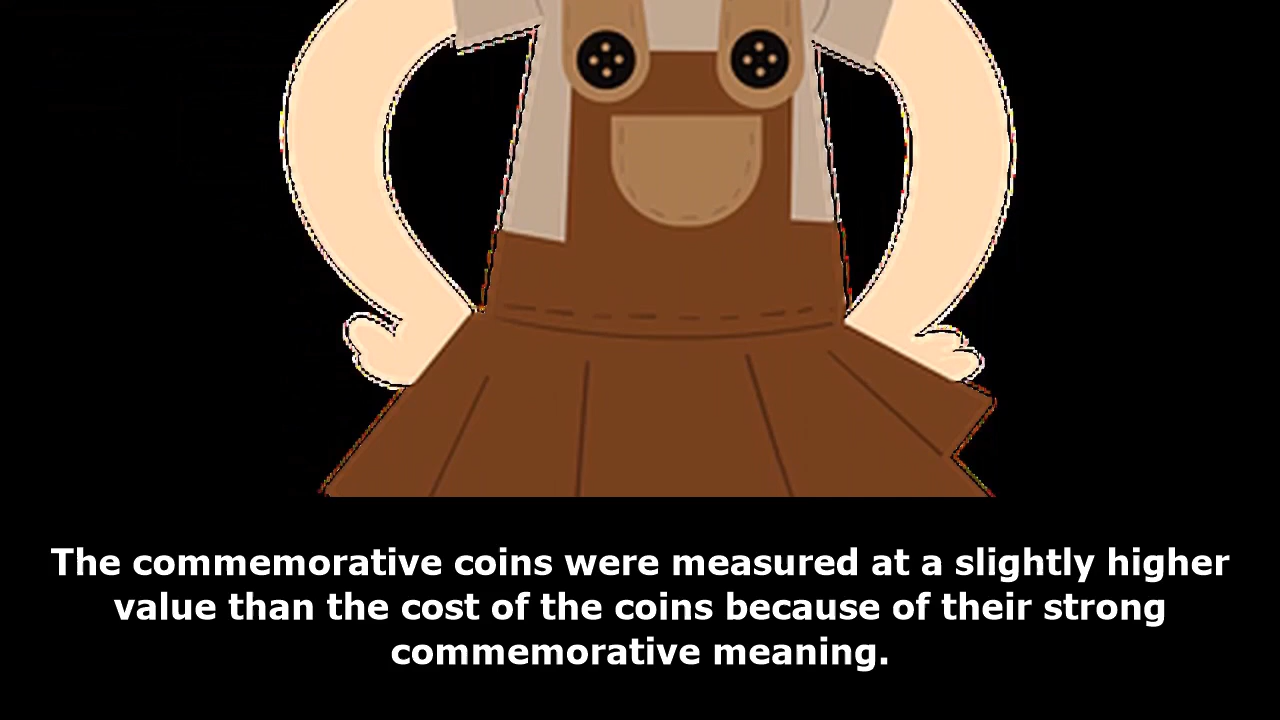 The commemorative coins were measured at a slightly higher
value than the cost of the coins because of their strong
commemorative meaning.